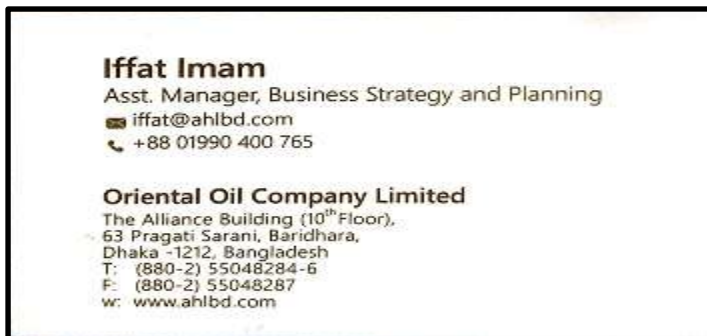 Iffat Imam
Asst. Manager, Business Strategy and Planning
iffat@ahlbd.com
+88 01990 400 765
Oriental Oil Company Limited
The Alliance Building (10th Floor),
63 Pragati Sarani, Baridhara,
Dhaka -1212, Bangladesh
T: (880-2) 55048284-6
F: (880-2) 55048287
w: www.ahlbd.com